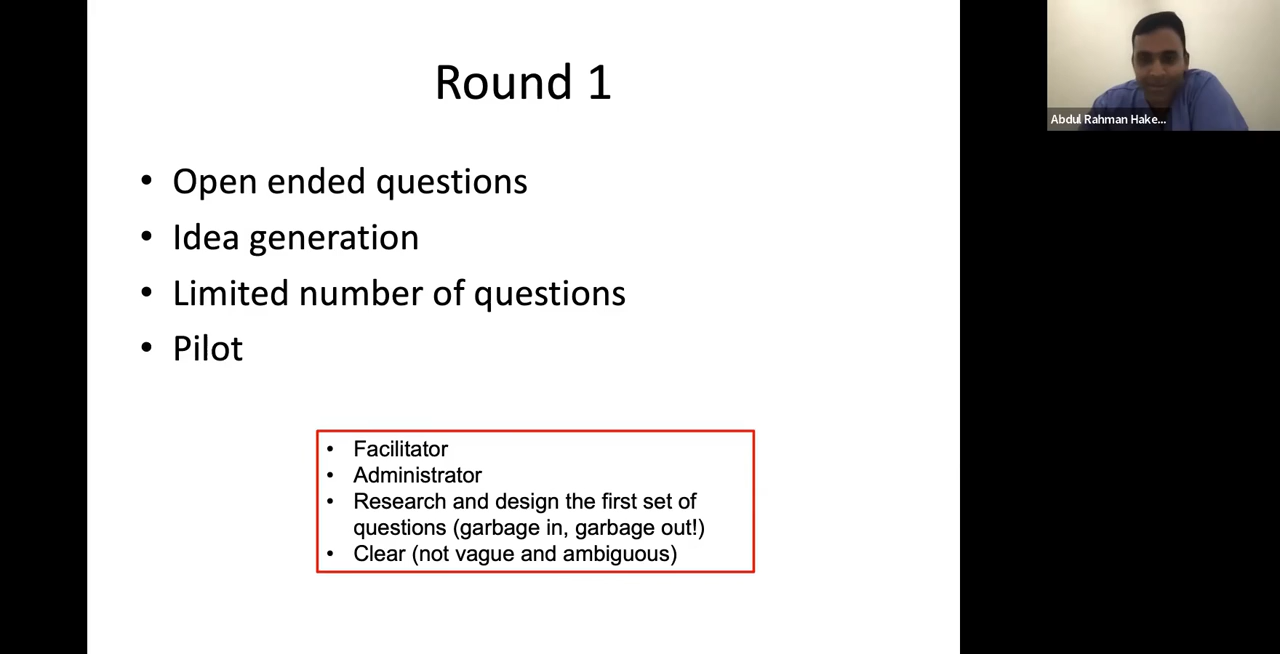 Round 1
• Open ended questions
• Idea generation
• Limited number of questions
• Pilot
• Facilitator
• Administrator
• Research and design the first set of
questions (garbage in, garbage out!)
• Clear (not vague and ambiguous)
Abdul Rahman Hake...